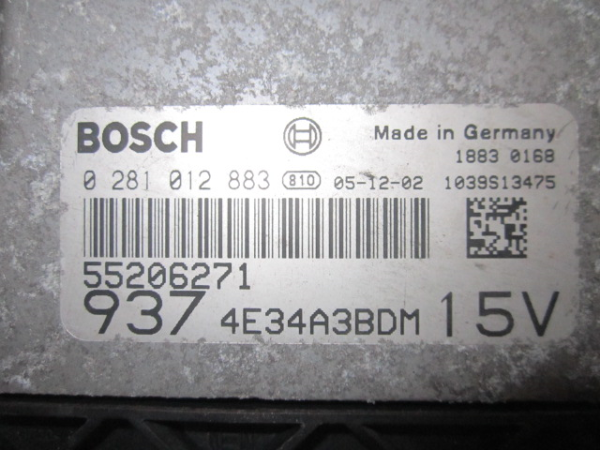 BOSCH Made in Germany
1883 0168
0 281 012 883 810 05-12-02 1039S13475
55206271
937 4E34A3BDM 15V